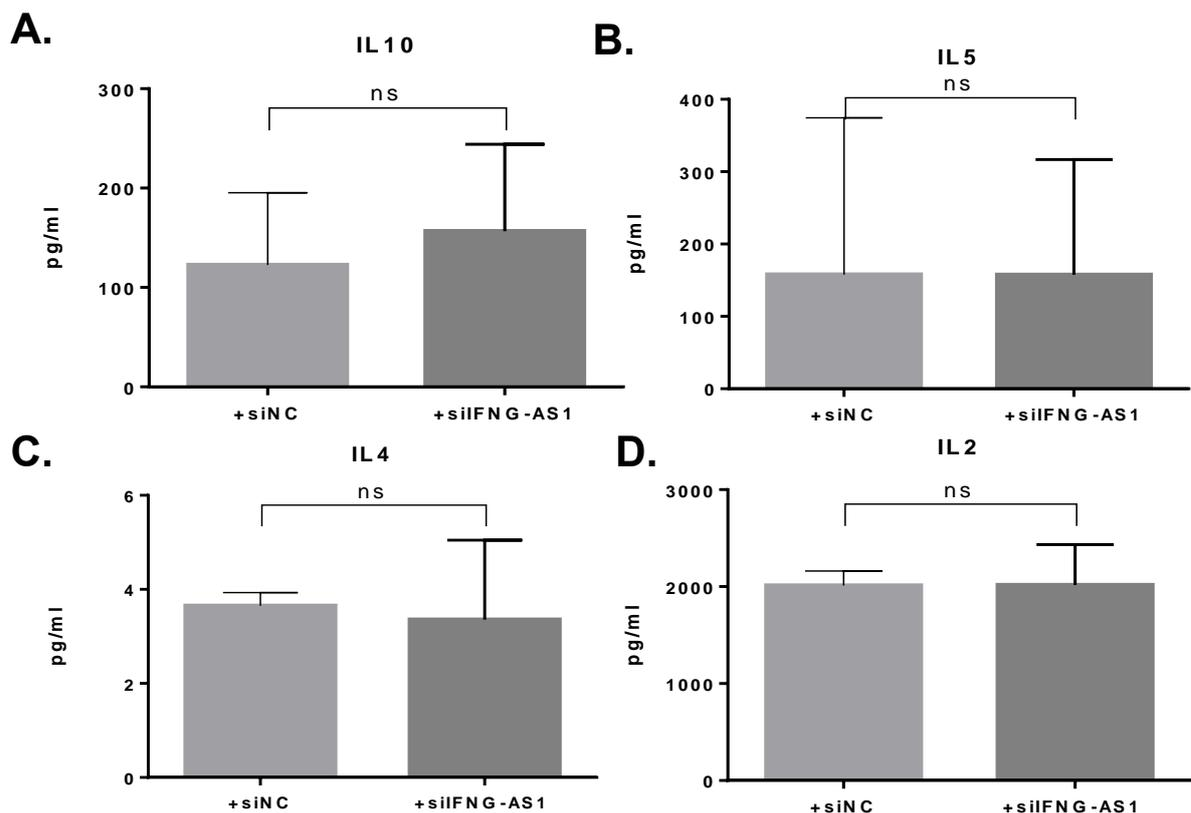 A.
IL10
ns
300
200
100
0
pg/ml
+siNC
+siIFNG-AS1
B.
IL5
ns
400
300
200
100
0
pg/ml
+siNC
+siIFNG-AS1
C.
IL4
ns
6
4
2
0
pg/ml
+siNC
+siIFNG-AS1
D.
IL2
ns
3000
2000
1000
0
pg/ml
+siNC
+siIFNG-AS1